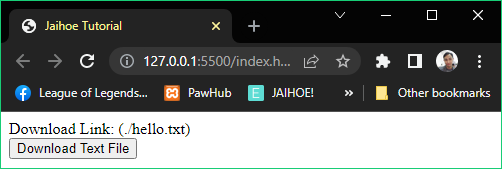 Jaihoe Tutorial
127.0.0.1:5500/index.h...
League of Legends... PawHub E JAIHOE! » Other bookmarks
Download Link: (./hello.txt)
Download Text File